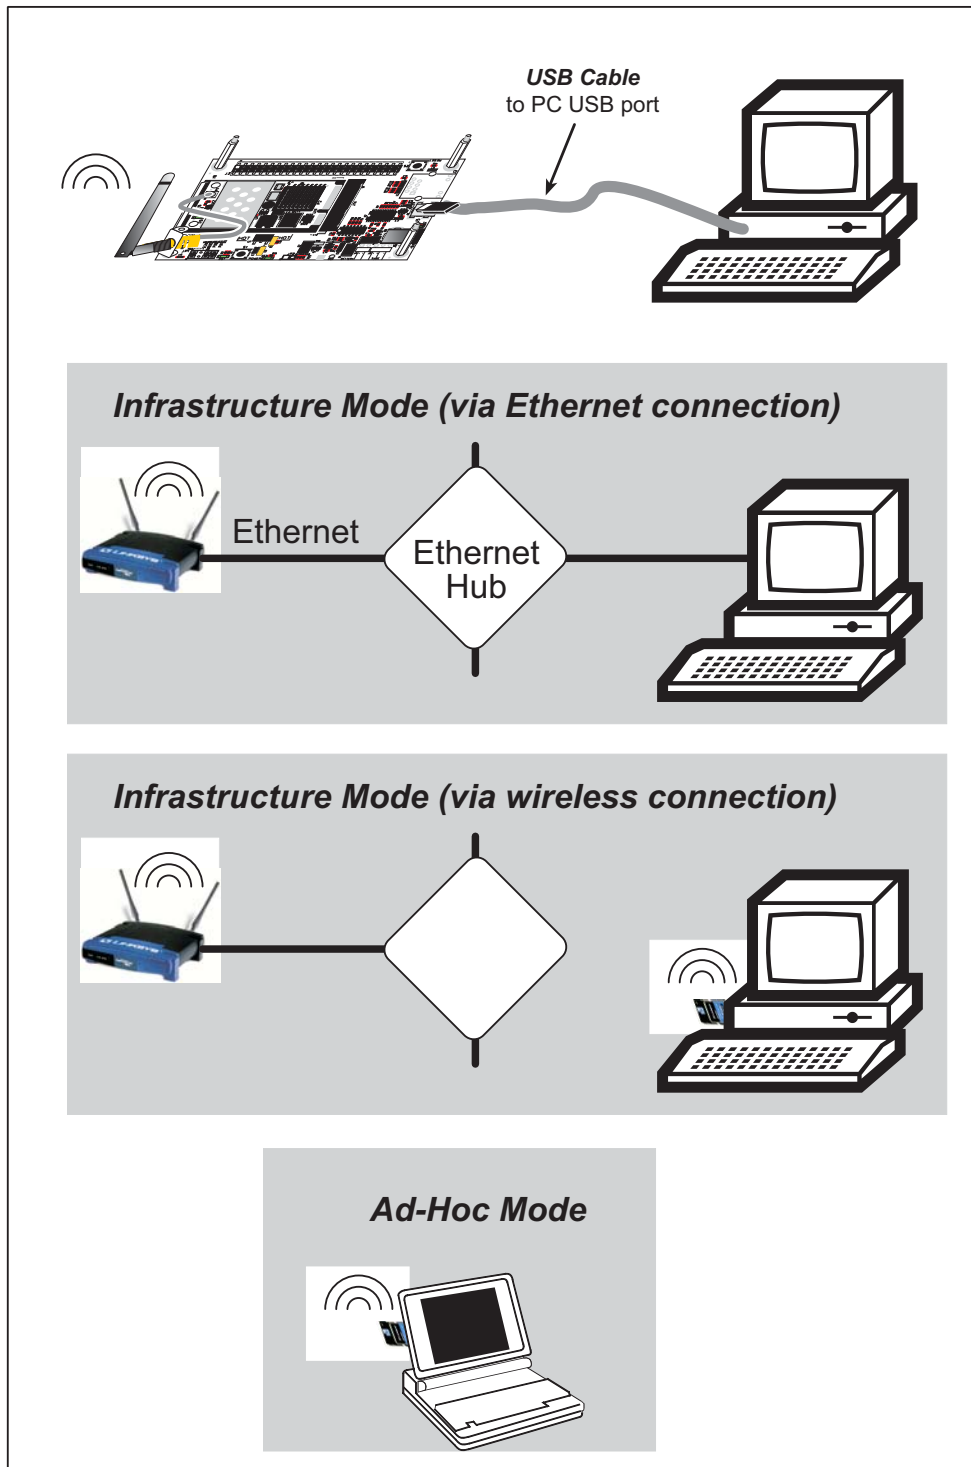 USB Cable
to PC USB port
Infrastructure Mode (via Ethernet connection)
Ethernet
Ethernet
Hub
Infrastructure Mode (via wireless connection)
Ad-Hoc Mode